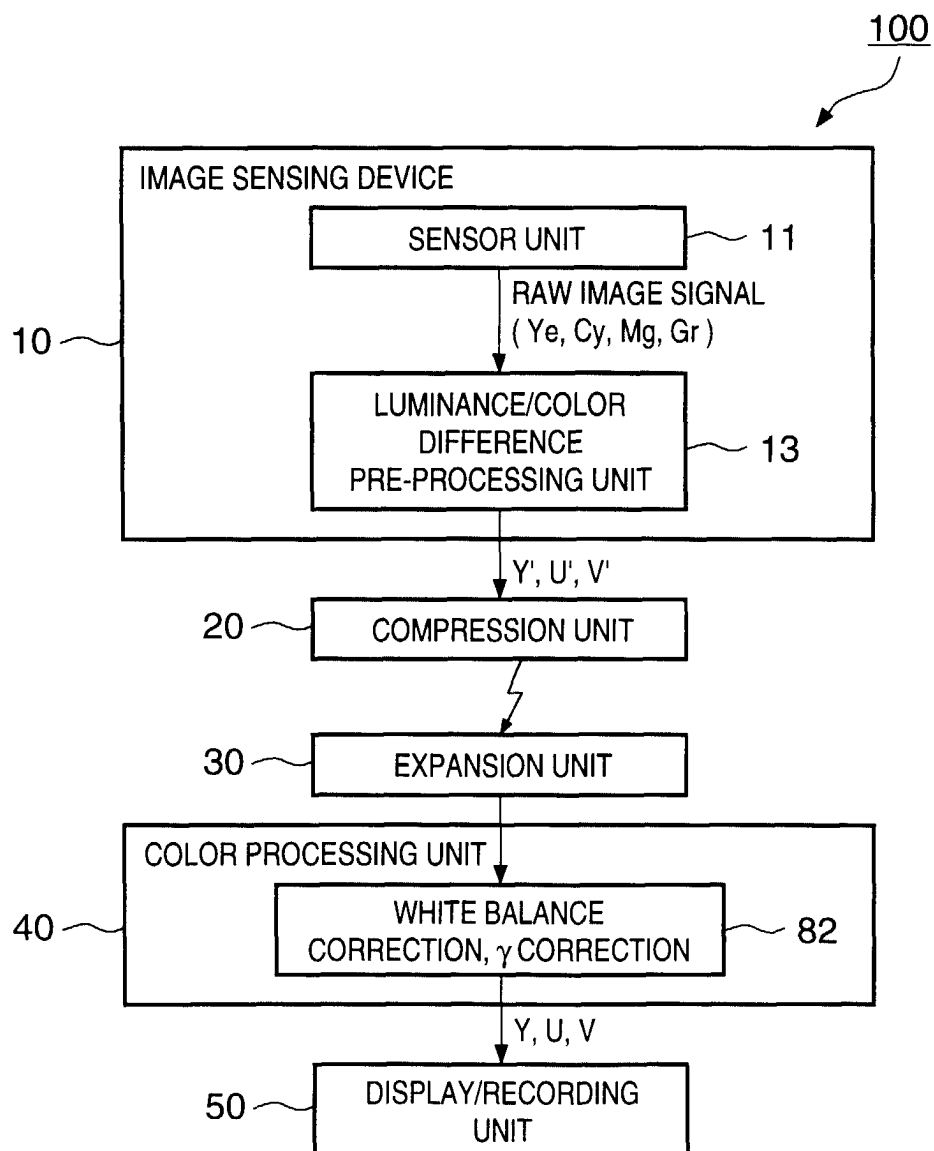 100
IMAGE SENSING DEVICE
SENSOR UNIT
11
RAW IMAGE SIGNAL
( Ye, Cy, Mg, Gr )
10
LUMINANCE/COLOR
DIFFERENCE
PRE-PROCESSING UNIT
13
Y', U', V'
20
COMPRESSION UNIT
30
EXPANSION UNIT
COLOR PROCESSING UNIT
40
WHITE BALANCE
CORRECTION, γ CORRECTION
82
Y, U, V
50
DISPLAY/RECORDING
UNIT